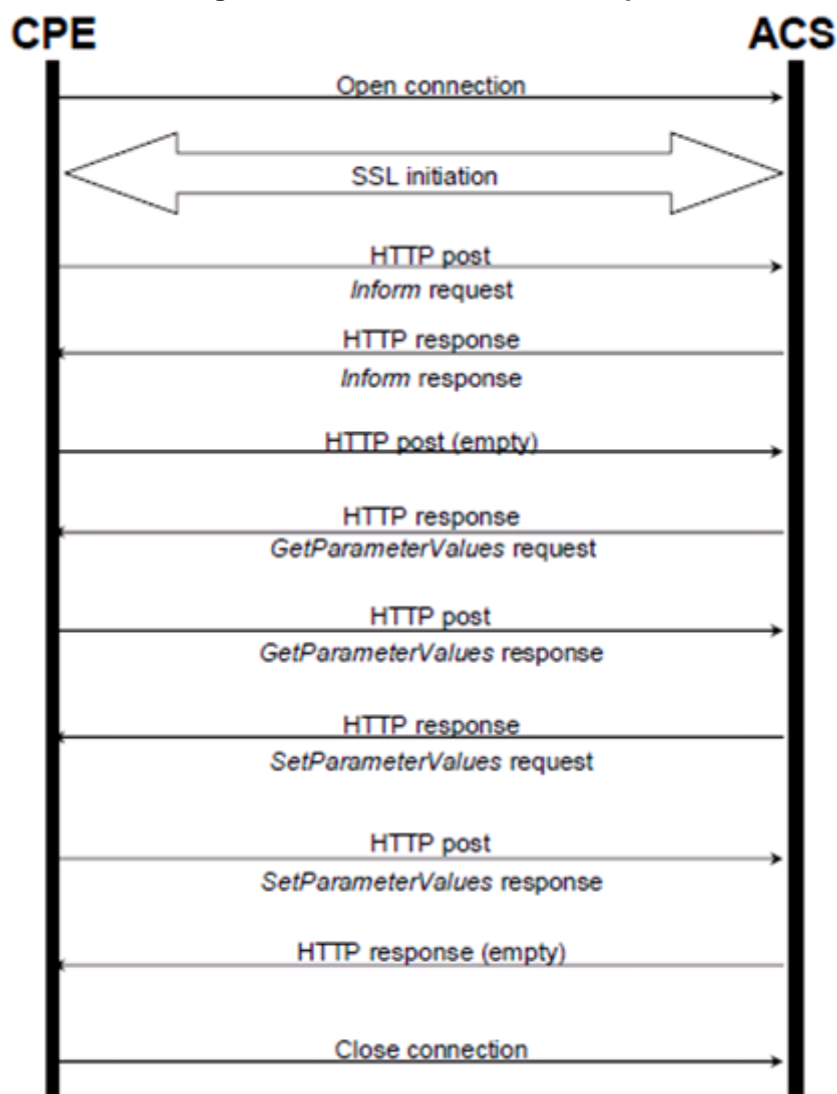 CPE ACS
Open connection
SSL initiation
HTTP post
Inform request
HTTP response
Inform response
HTTP post (empty)
HTTP response
GetParameterValues request
HTTP post
GetParameterValues response
HTTP response
SetParameterValues request
HTTP post
SetParameterValues response
HTTP response (empty)
Close connection